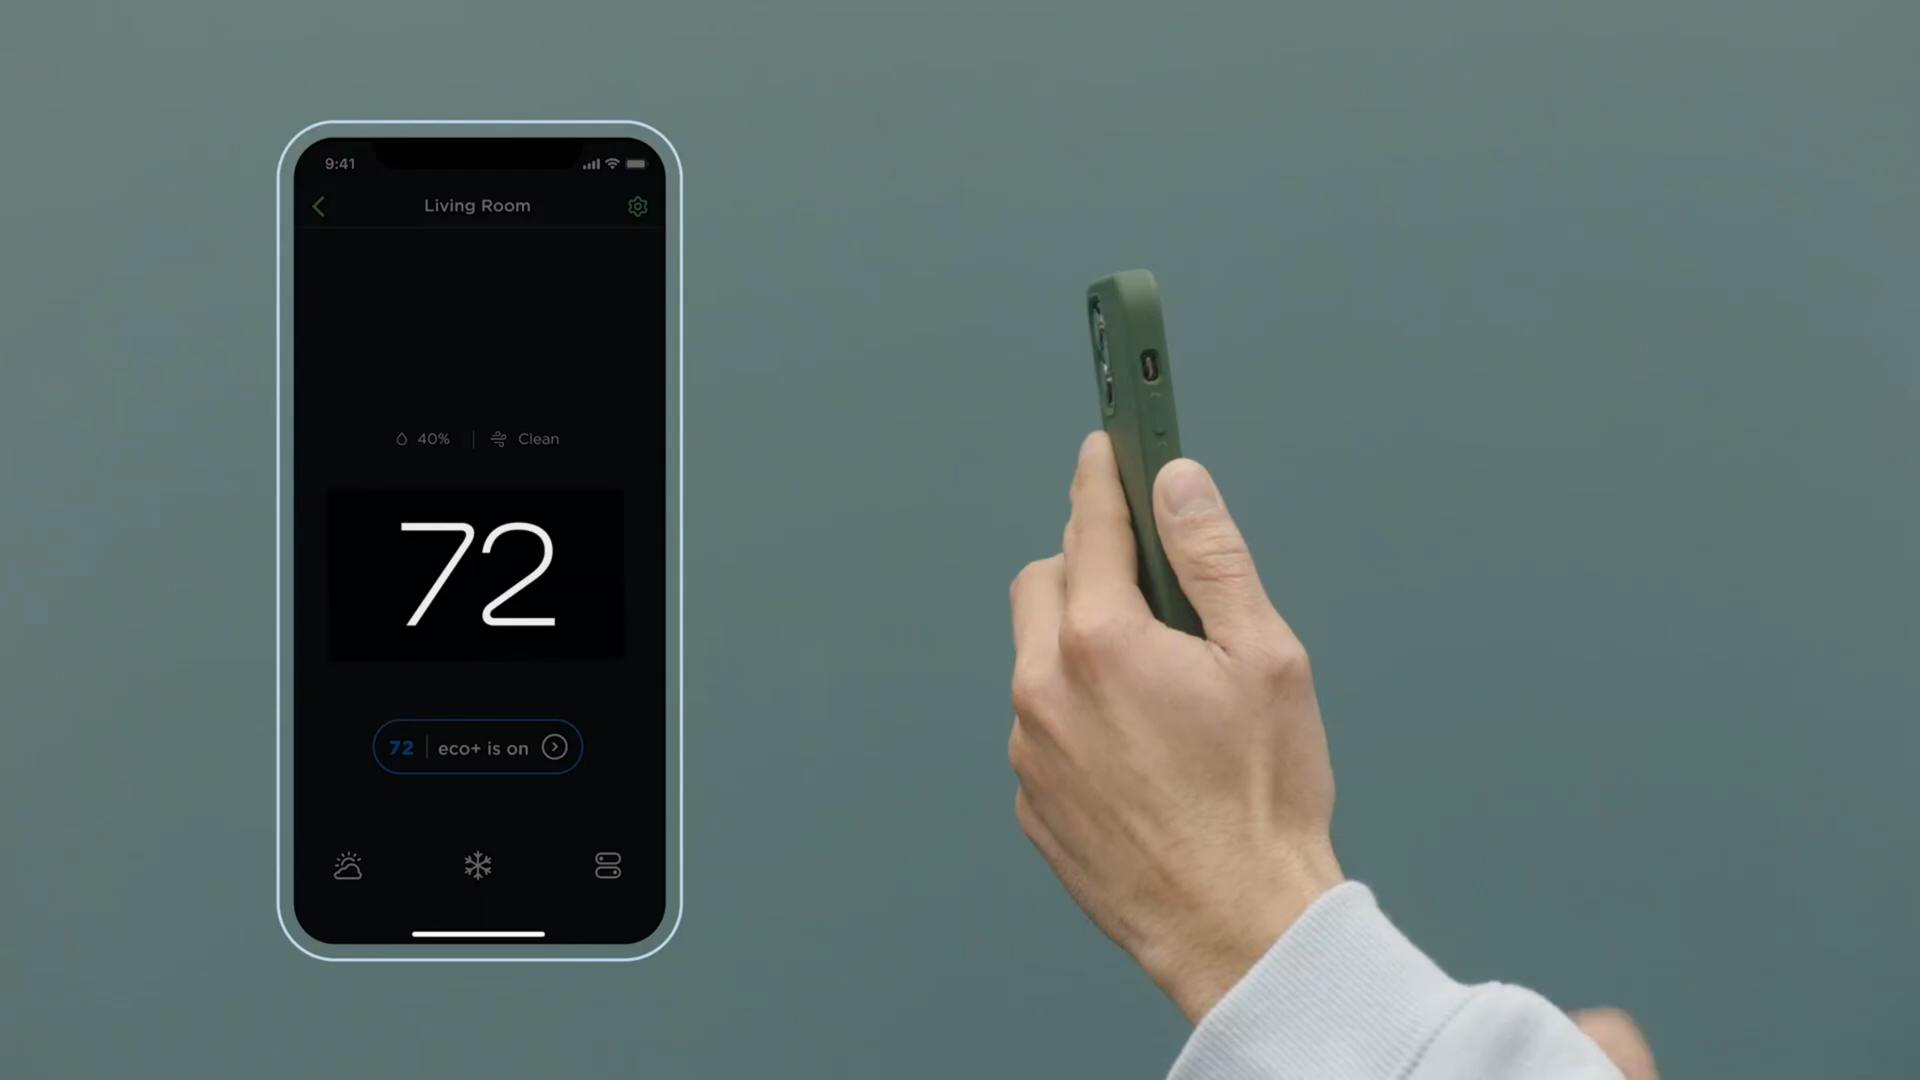 9:41
Living Room
40% | Clean
72
72 | eco+ is on